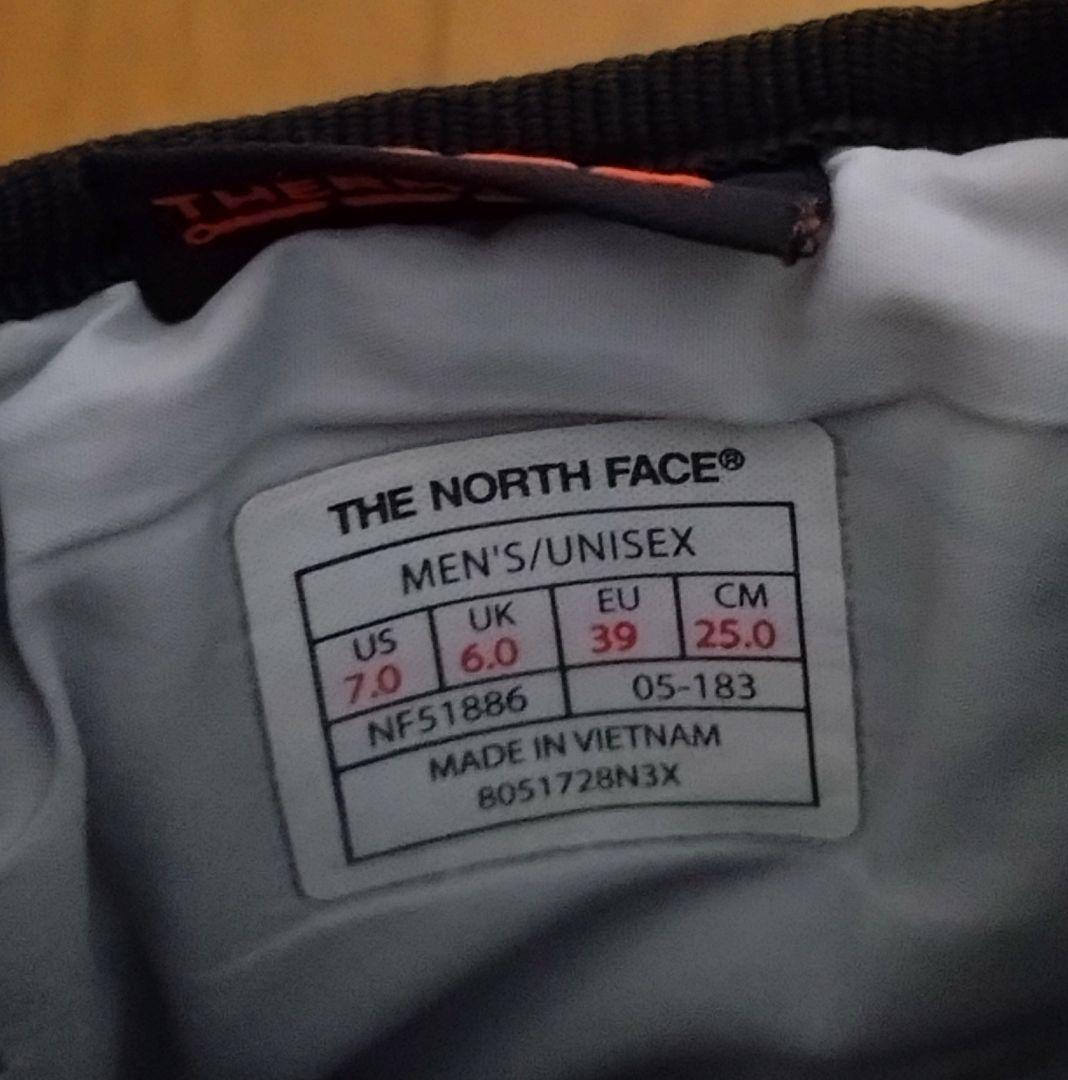 THE NORTH FACE®
MEN'S/UNISEX
US UK EU CM
7.0 6.0 39 25.0
NF51886 05-183
MADE IN VIETNAM
8051728N3X